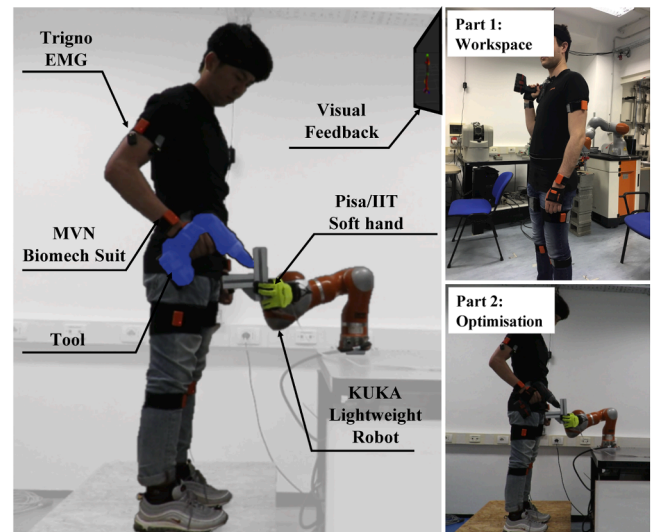 Trigno
EMG
Visual
Feedback
Pisa/IIT
Soft hand
MVN
Biomech Suit
Tool
KUKA
Lightweight
Robot
Part 1:
Workspace
Part 2:
Optimisation